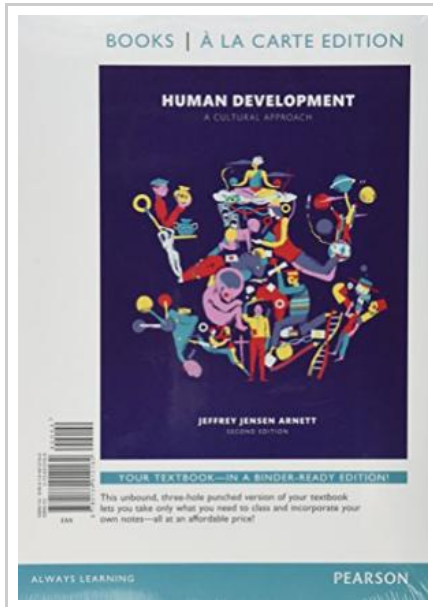 BOOKS | À LA CARTE EDITION
HUMAN DEVELOPMENT
A CULTURAL APPROACH
JEFFREY JENSEN ARNETT
SECOND EDITION
YOUR TEXTBOOK—IN A BINDER-READY EDITION!
This unbound, three-hole punched version of your textbook
lets you take only what you need to class and incorporate your
own notes—all at an affordable price!
EAN
ALWAYS LEARNING
PEARSON